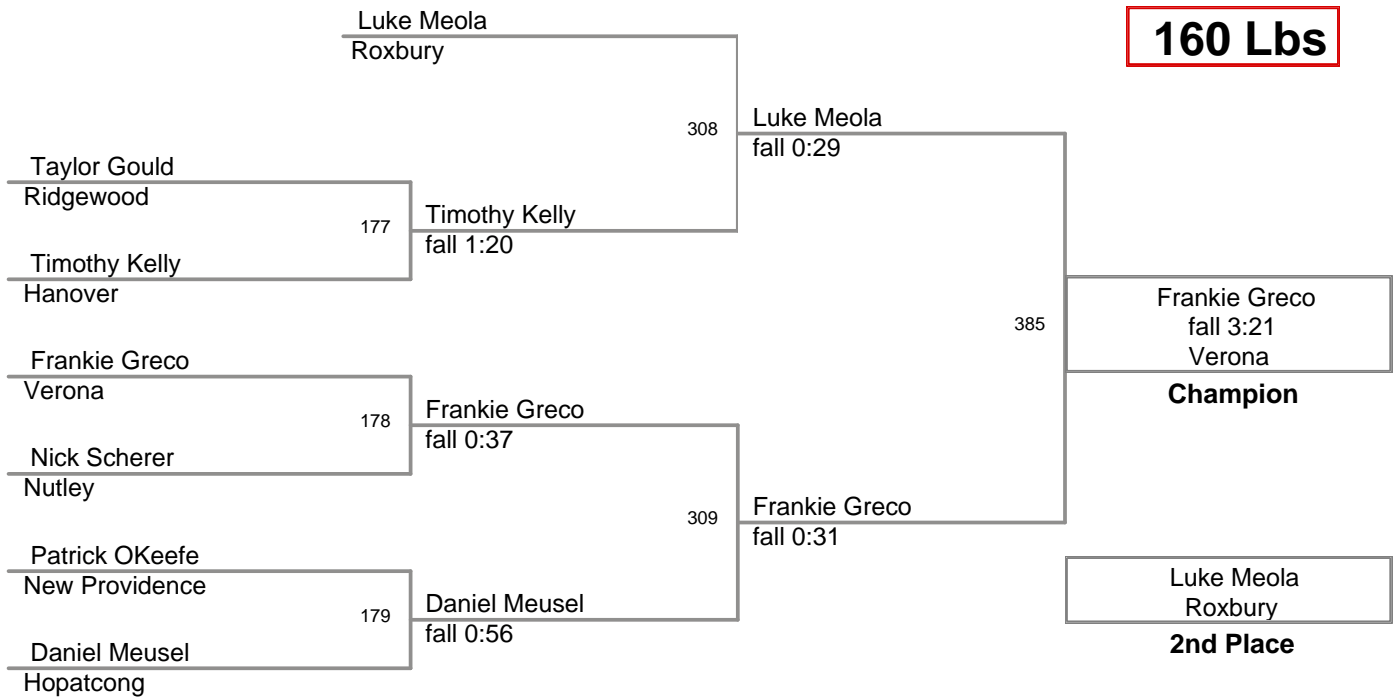 Luke Meola
Roxbury
160 Lbs
308
Luke Meola
fall 0:29
Taylor Gould
Ridgewood
177
Timothy Kelly
fall 1:20
Timothy Kelly
Hanover
385
Frankie Greco
fall 3:21
Verona
Champion
Frankie Greco
Verona
178
Frankie Greco
fall 0:37
Nick Scherer
Nutley
309
Frankie Greco
fall 0:31
Patrick OKeefe
New Providence
179
Daniel Meusel
fall 0:56
Daniel Meusel
Hopatcong
Luke Meola
Roxbury
2nd Place